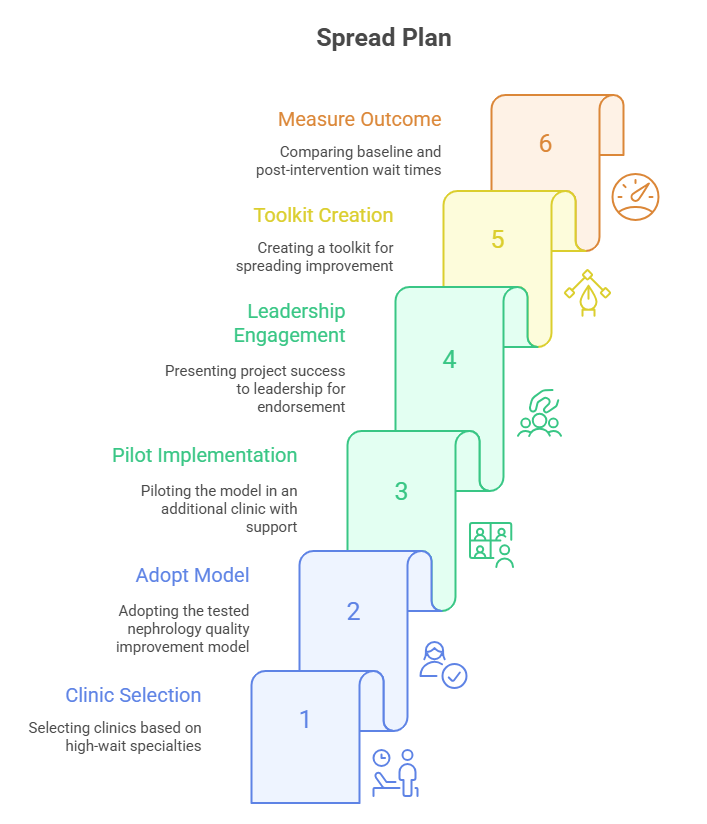 Spread Plan
Measure Outcome
6
Comparing baseline and
post-intervention wait times
Toolkit Creation
5
Creating a toolkit for
spreading improvement
Leadership
Engagement
4
Presenting project success
to leadership for
endorsement
Pilot Implementation
3
Piloting the model in an
additional clinic with
support
Adopt Model
2
Adopting the tested
nephrology quality
improvement model
Clinic Selection
1
Selecting clinics based on
high-wait specialties